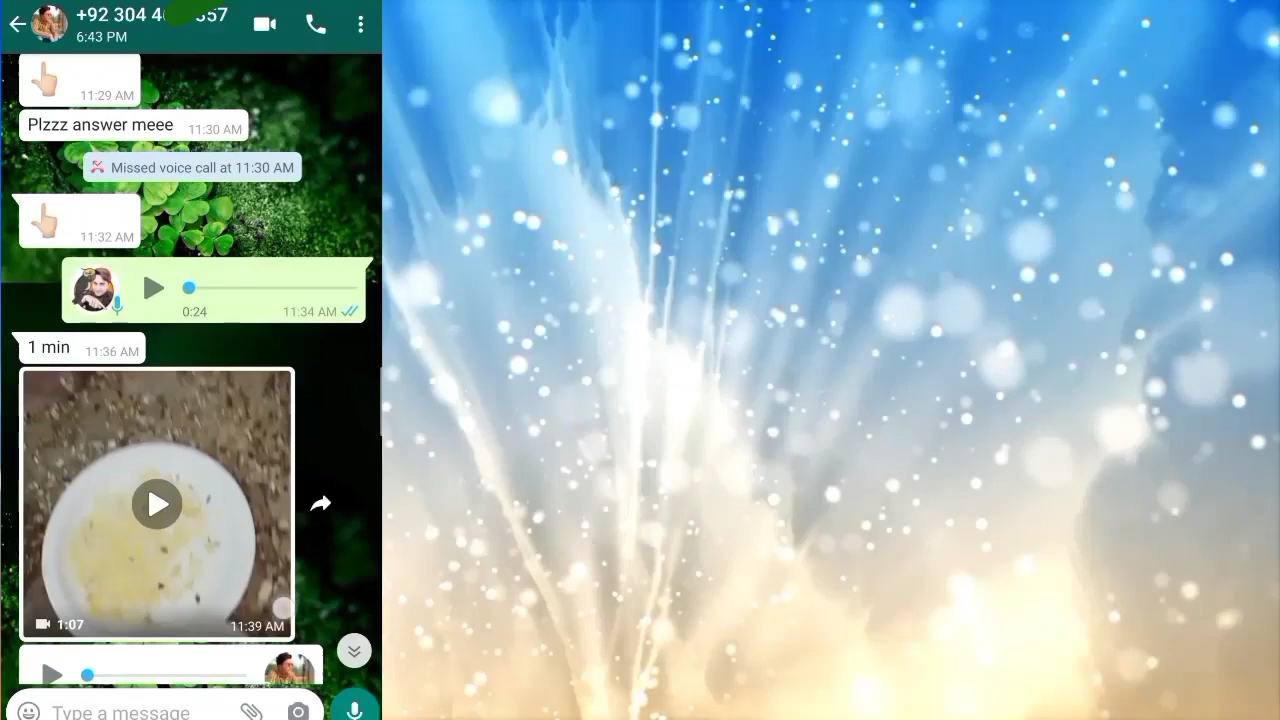 +92 304 4
557
6:43 PM
11:29 AM
Plzzz answer meee 11:30 AM
Missed voice call at 11:30 AM
11:32 AM
0:24 11:34 AM
1 min 11:36 AM
1:07 11:39 AM
Type a message